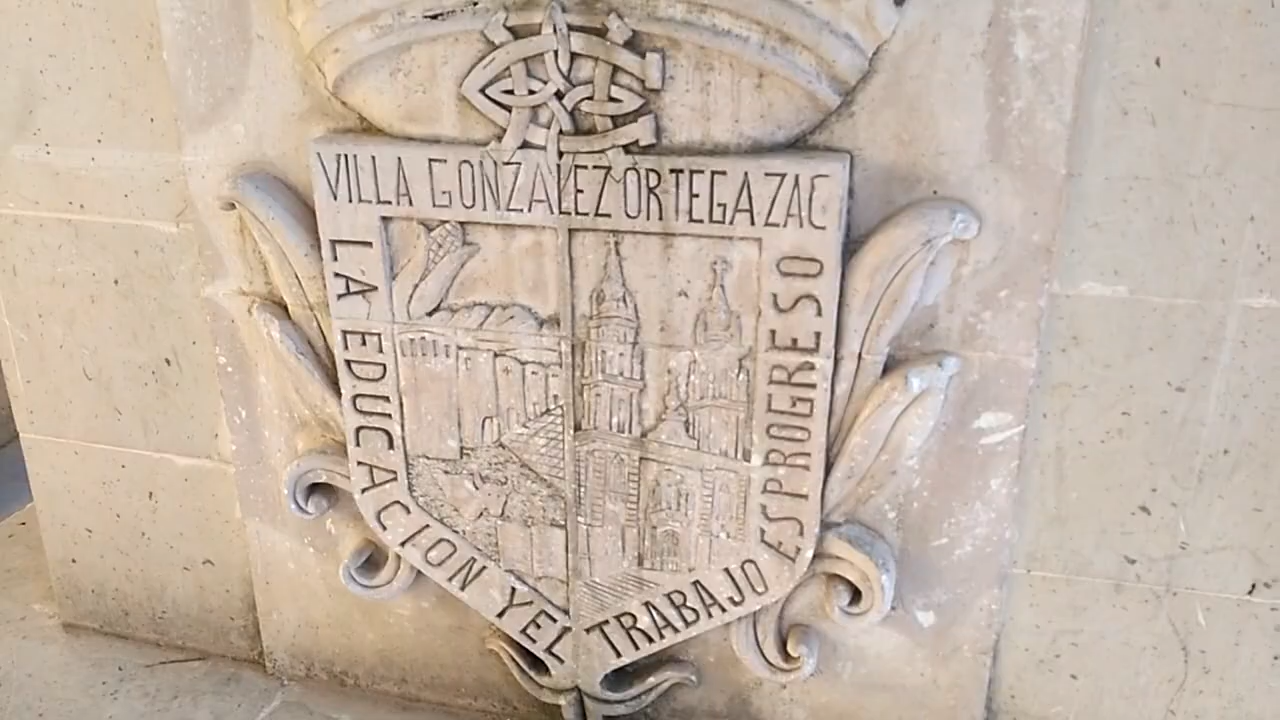 VILLA GONZALEZ ORTEGA ZAC
LA EDUCACION Y EL TRABAJO ES PROGRESO